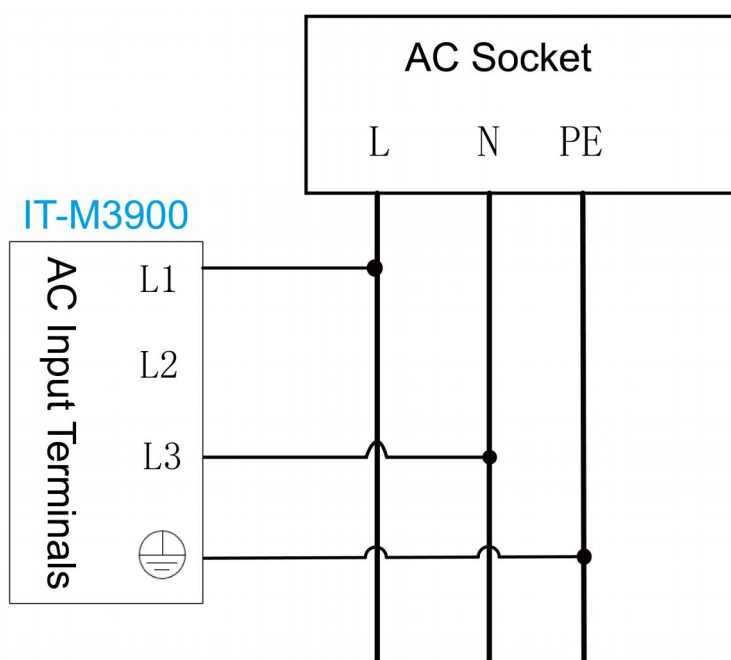 AC Socket
L N PE
IT-M3900
AC Input Terminals
L1
L2
L3